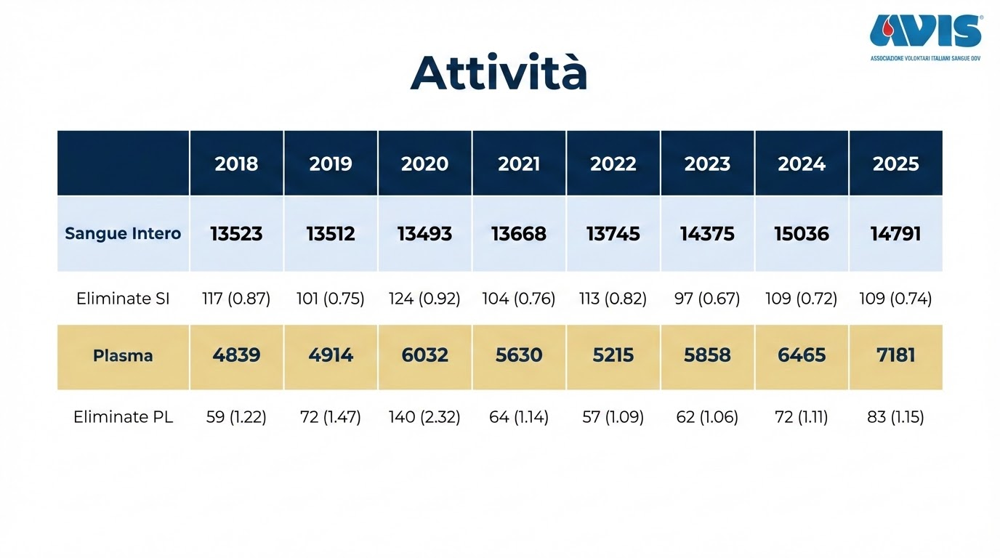 AVIS®
ASSOCIAZIONE VOLONTARI ITALIANI SANGUE ODV
Attività
2018 2019 2020 2021 2022 2023 2024 2025
Sangue Intero 13523 13512 13493 13668 13745 14375 15036 14791
Eliminate SI 117 (0.87) 101 (0.75) 124 (0.92) 104 (0.76) 113 (0.82) 97 (0.67) 109 (0.72) 109 (0.74)
Plasma 4839 4914 6032 5630 5215 5858 6465 7181
Eliminate PL 59 (1.22) 72 (1.47) 140 (2.32) 64 (1.14) 57 (1.09) 62 (1.06) 72 (1.11) 83 (1.15)